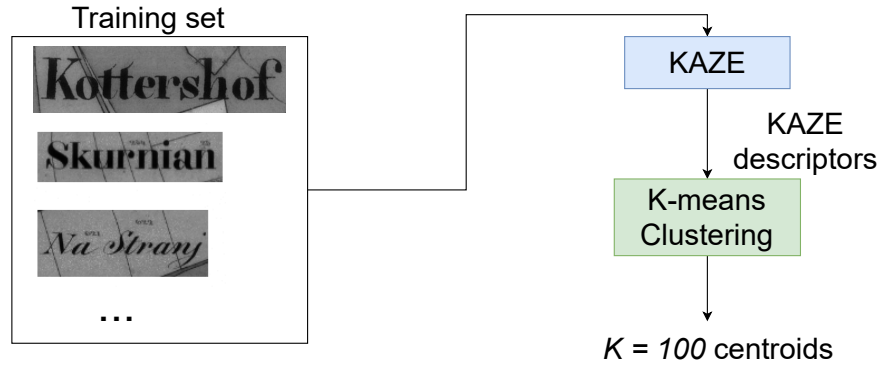 Training set
Kottershof
Skurnian
Na Stranj
...
KAZE
KAZE
descriptors
K-means
Clustering
K = 100 centroids